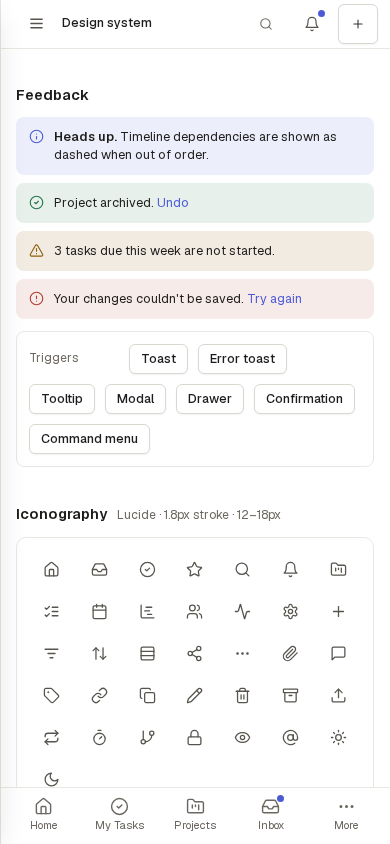 Design system
Feedback
Heads up. Timeline dependencies are shown as
dashed when out of order.
Project archived. Undo
3 tasks due this week are not started.
Your changes couldn't be saved. Try again
Triggers
Toast
Error toast
Tooltip
Modal
Drawer
Confirmation
Command menu
Iconography Lucide · 1.8px stroke · 12–18px
Home
My Tasks
Projects
Inbox
More